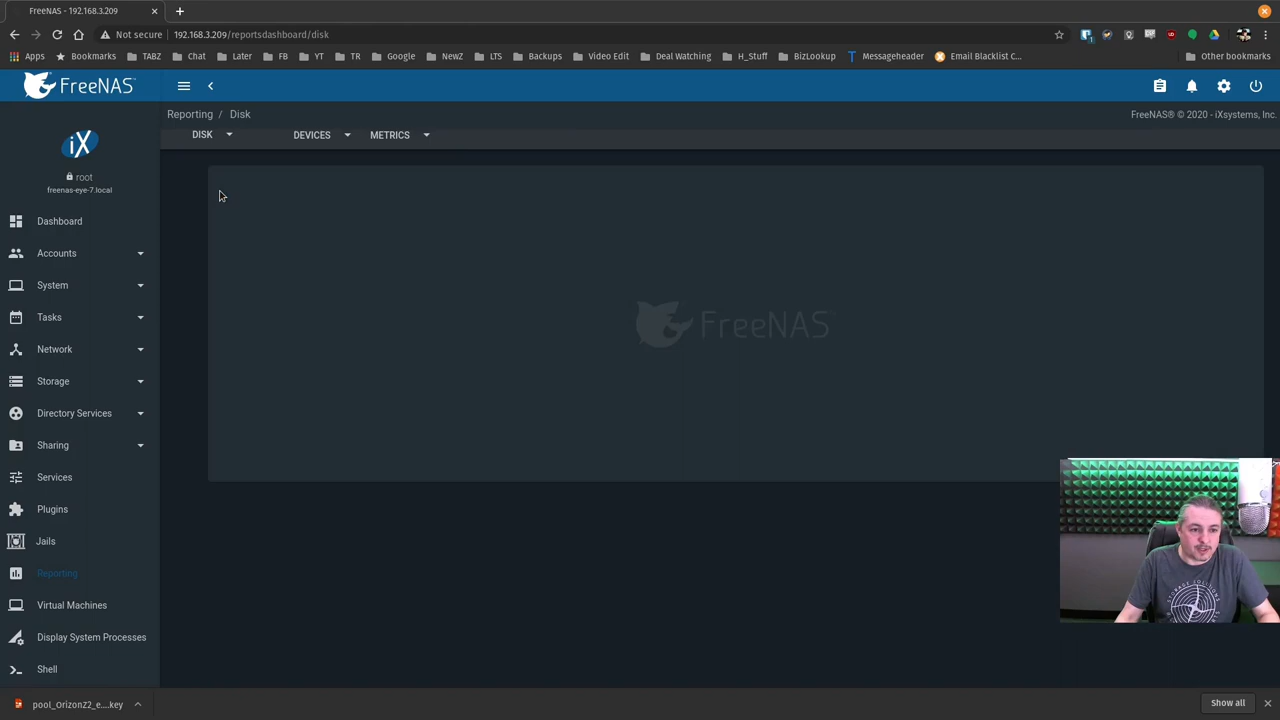 FreeNAS - 192.168.3.209
Not secure
192.168.3.209/reportsdashboard/disk
Apps
Bookmarks
TABZ
Chat
Later
FB
YT
TR
Google
NewZ
LTS
Backups
Video Edit
Deal Watching
H_Stuff
BizLookup
Messageheader
Email Blacklist C...
Other bookmarks
FreeNAS
Reporting / Disk
FreeNAS® © 2020 - iXsystems, Inc.
iX
DISK
DEVICES
METRICS
root
freenas-eye-7.local
Dashboard
Accounts
System
Tasks
Network
Storage
Directory Services
Sharing
Services
Plugins
Jails
Reporting
Virtual Machines
Display System Processes
Shell
FreeNAS
pool_OrizonZ2_e....key
Show all